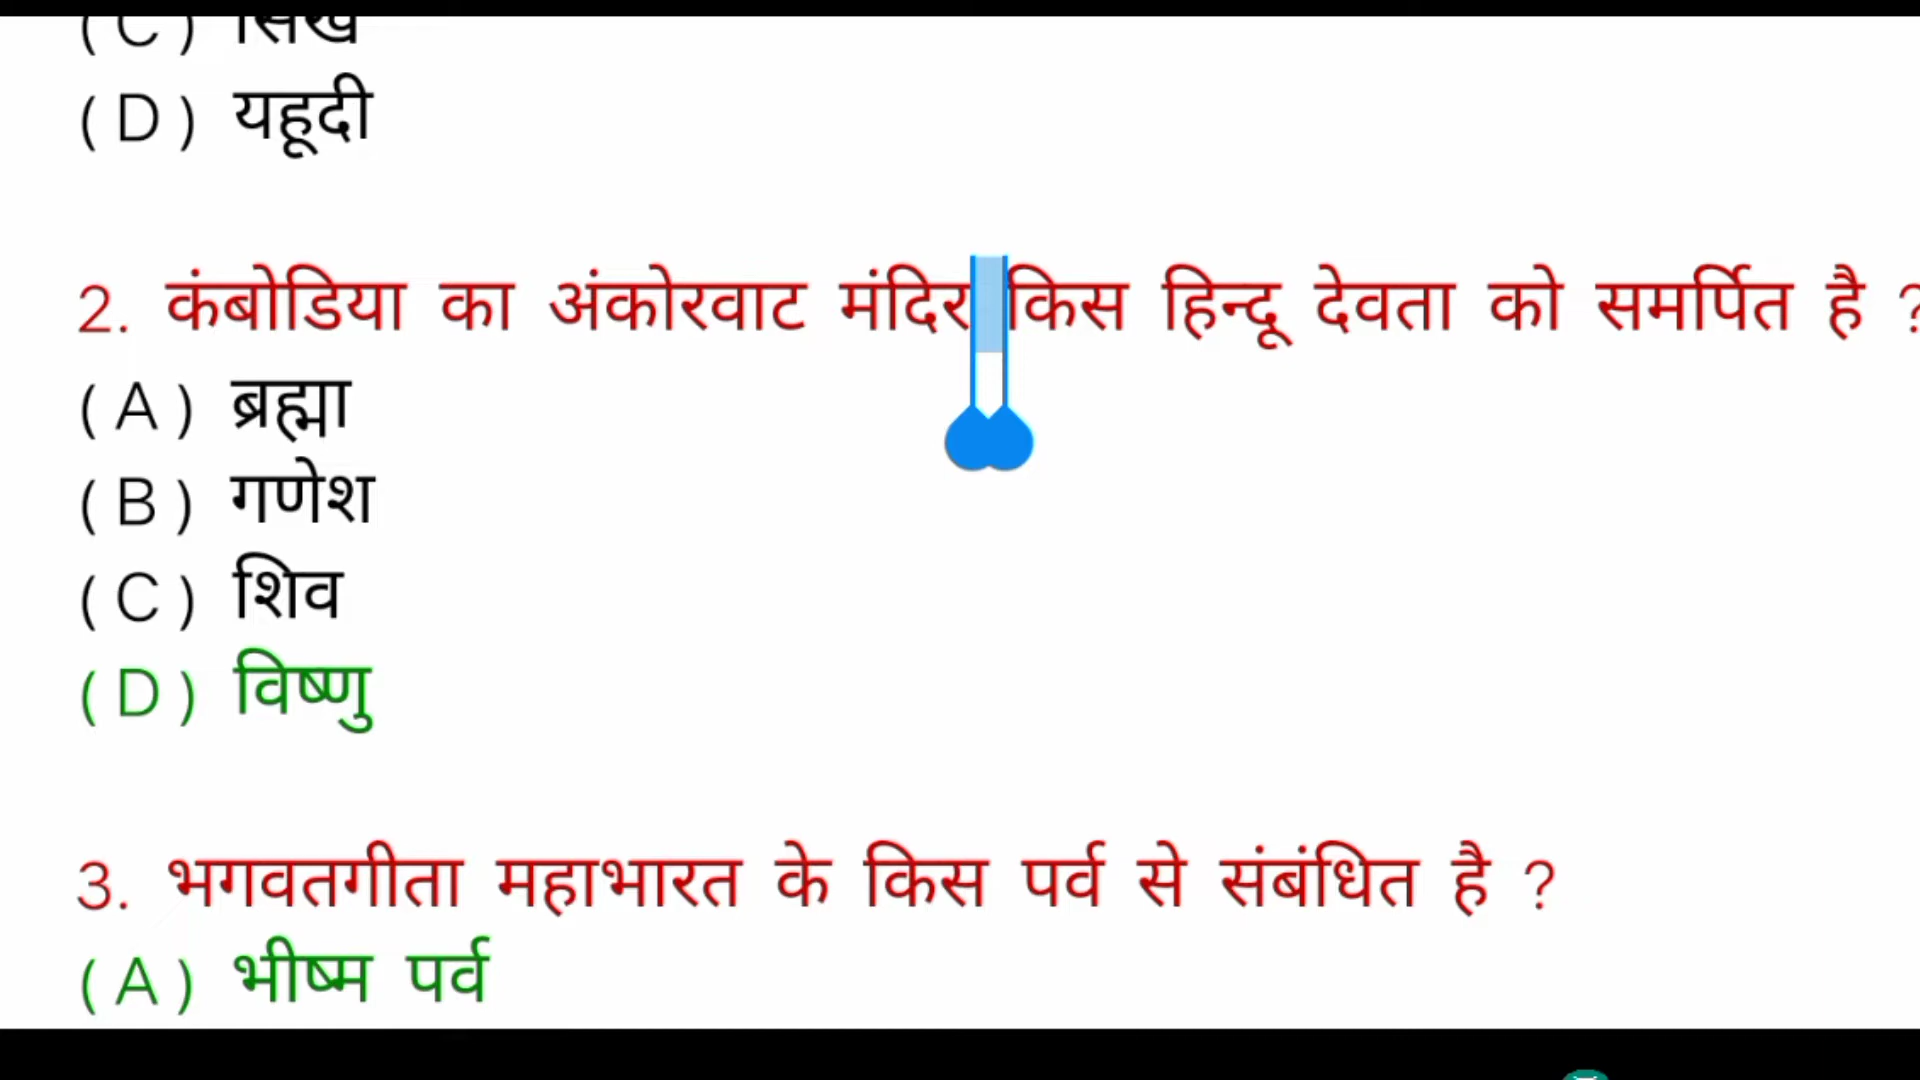 (C) सिख
(D) यहूदी
2. कंबोडिया का अंकोरवाट मंदिर किस हिन्दू देवता को समर्पित है ?
(A) ब्रह्मा
(B) गणेश
(C) शिव
(D) विष्णु
3. भगवतगीता महाभारत के किस पर्व से संबंधित है ?
(A) भीष्म पर्व